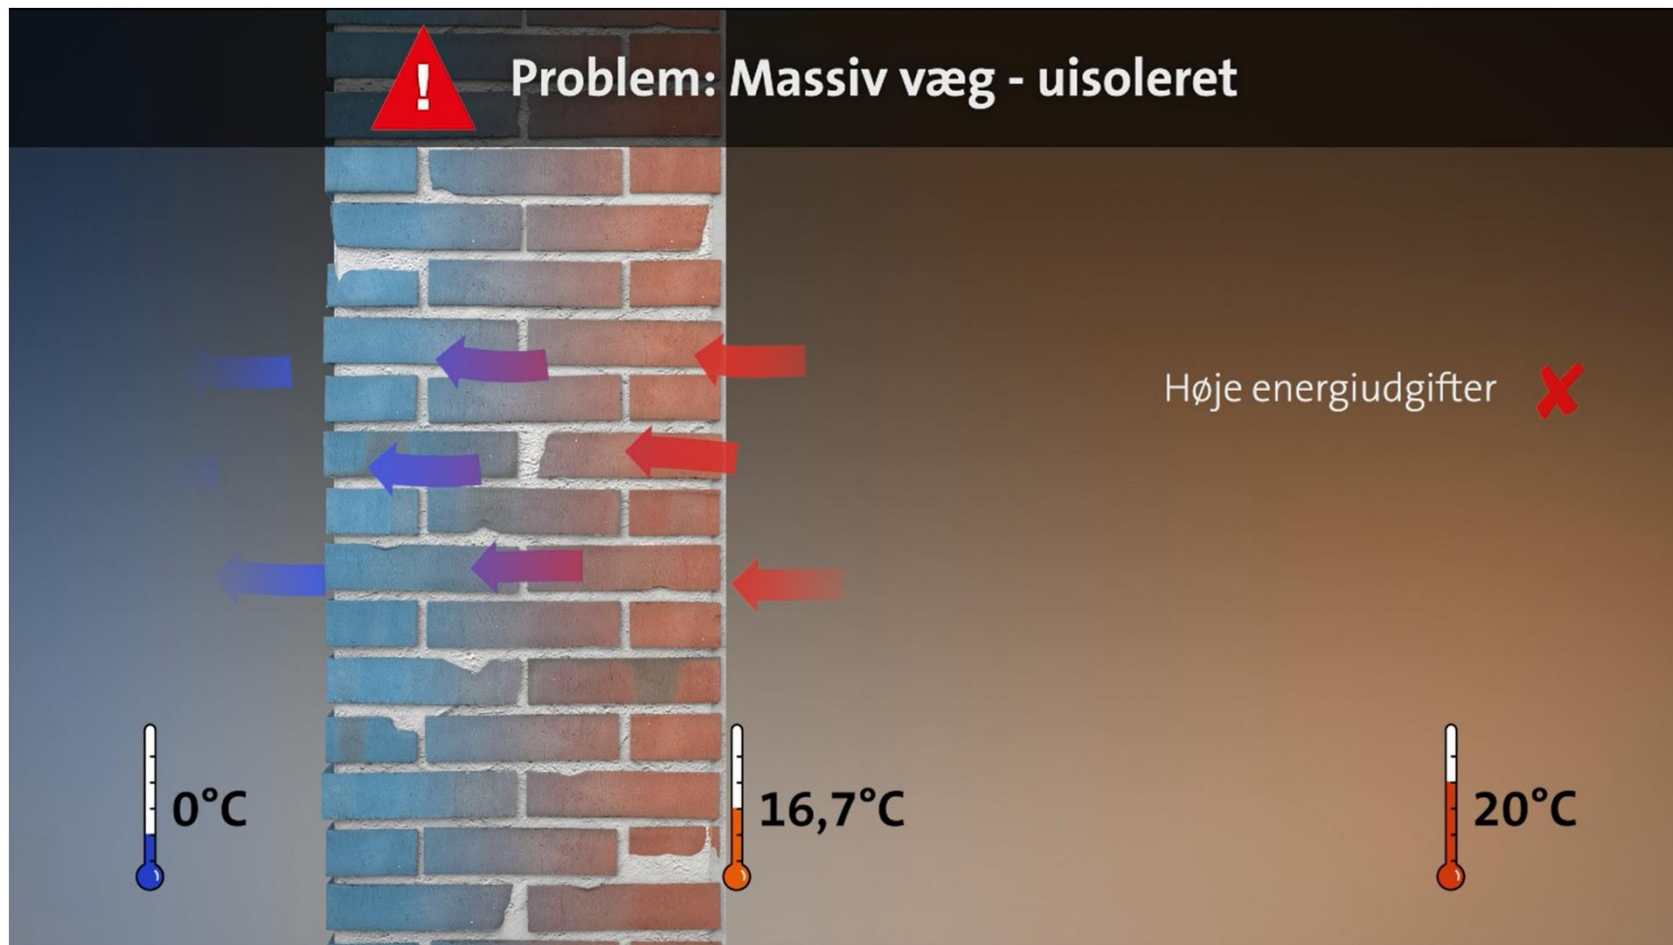 !
Problem: Massiv væg - uisoleret
Høje energiudgifter
0°C
16,7°C
20°C